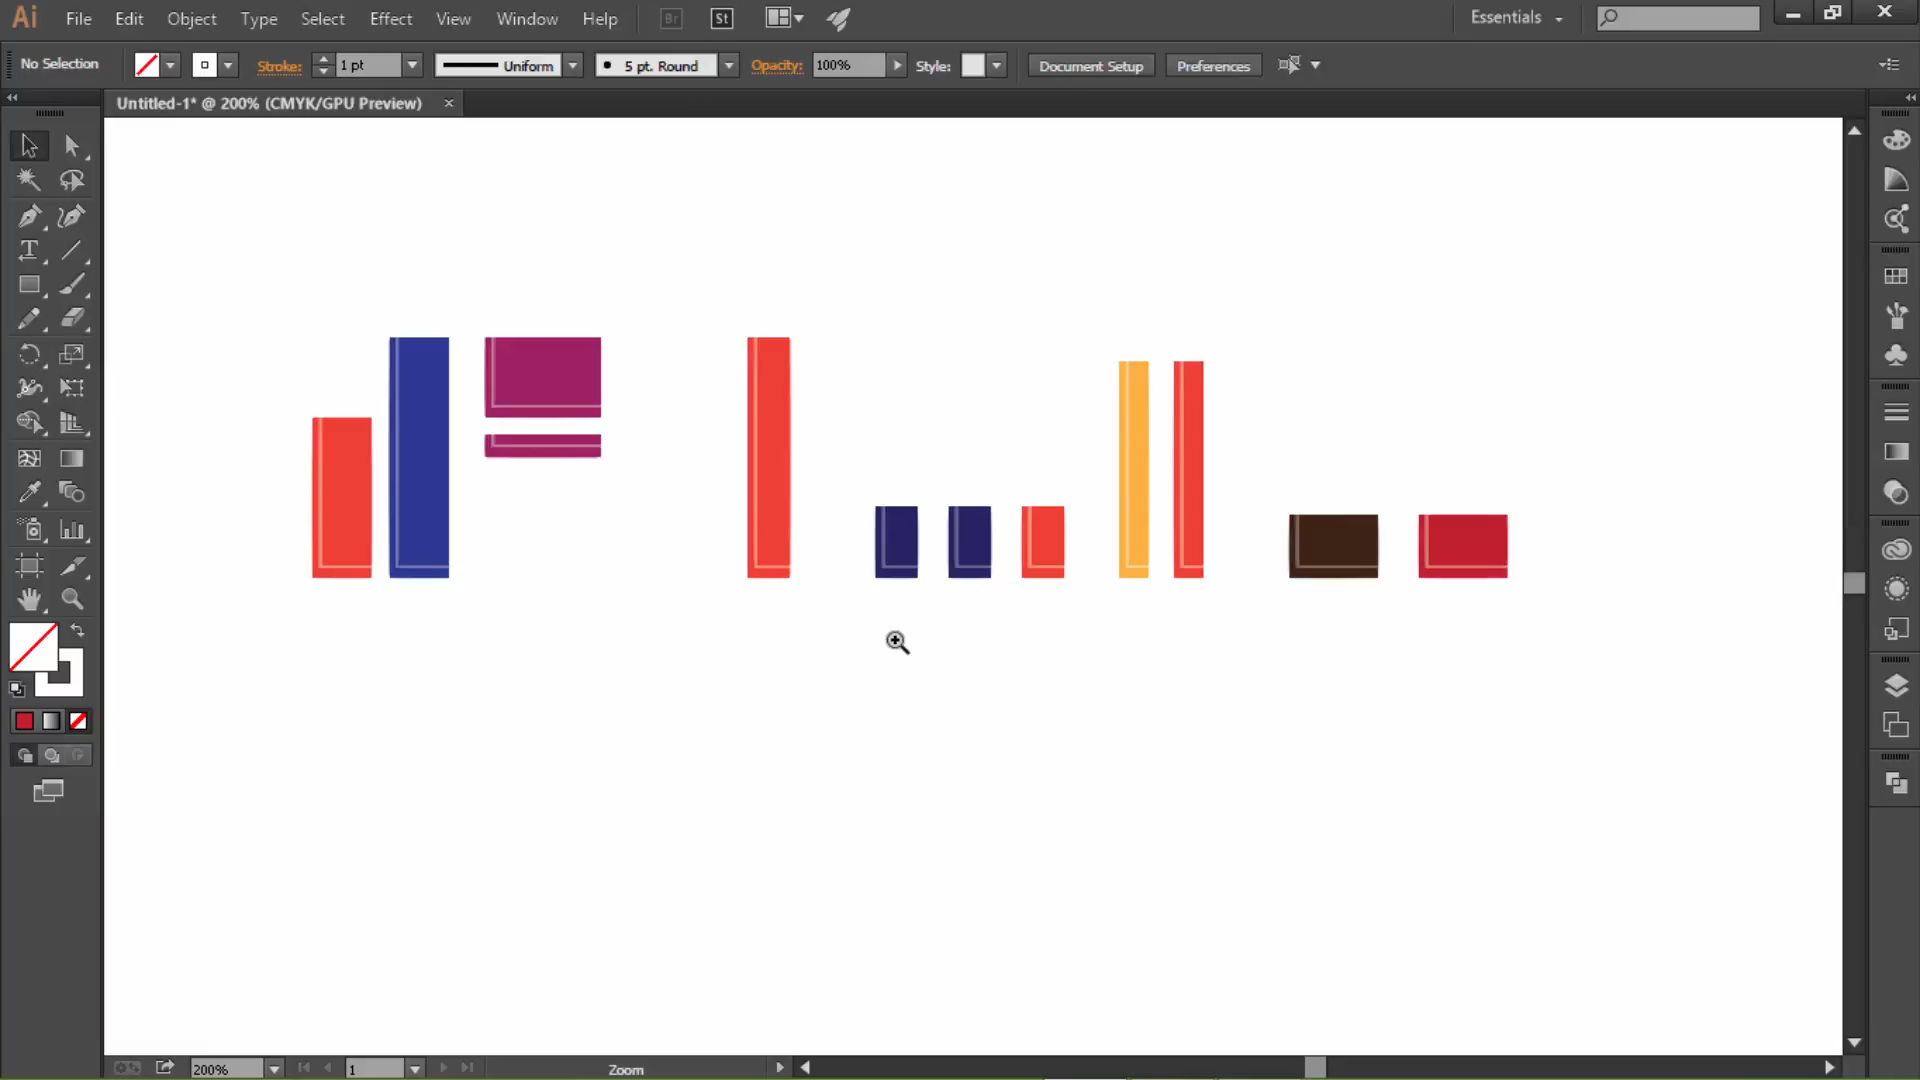 Ai File Edit Object Type Select Effect View Window Help Br St Essentials
No Selection Stroke: 1 pt Uniform 5 pt. Round Opacity: 100% Style: Document Setup Preferences
Untitled-1* @ 200% (CMYK/GPU Preview) ×
200% 1 Zoom